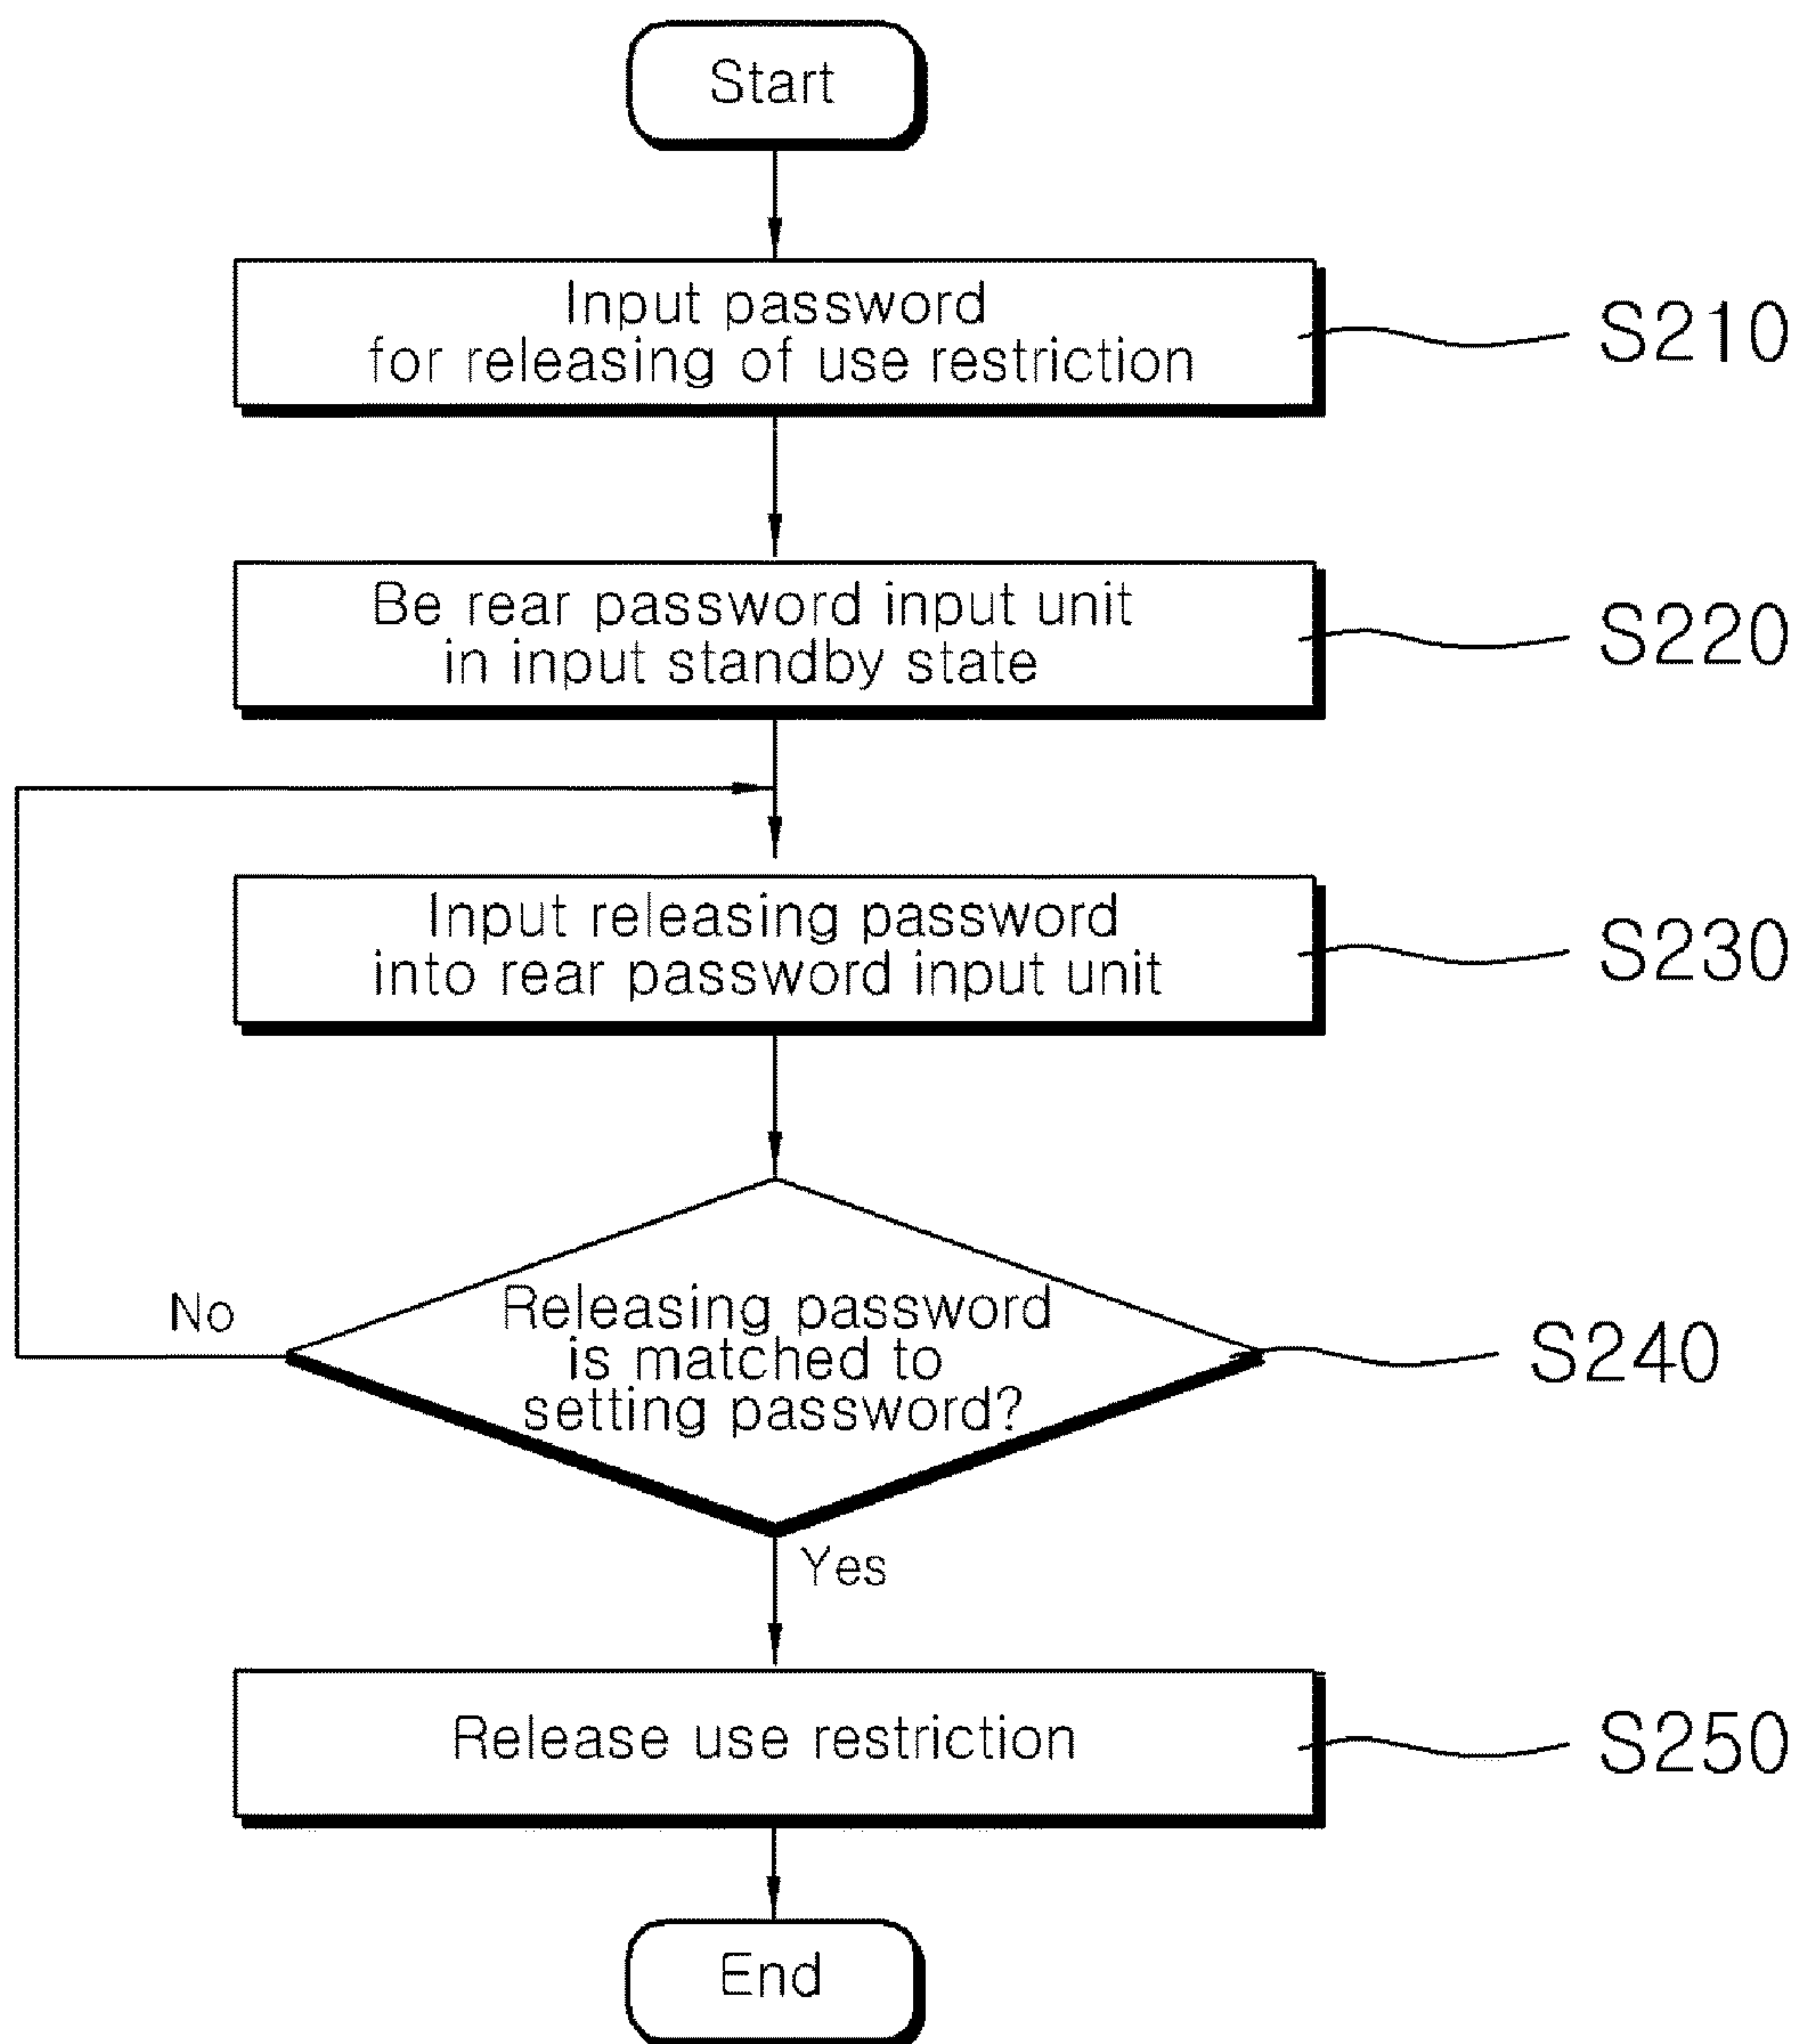 Start
Input password
for releasing of use restriction
S210
Be rear password input unit
in input standby state
S220
Input releasing password
into rear password input unit
S230
No
Releasing password
is matched to
setting password?
S240
Yes
Release use restriction
S250
End